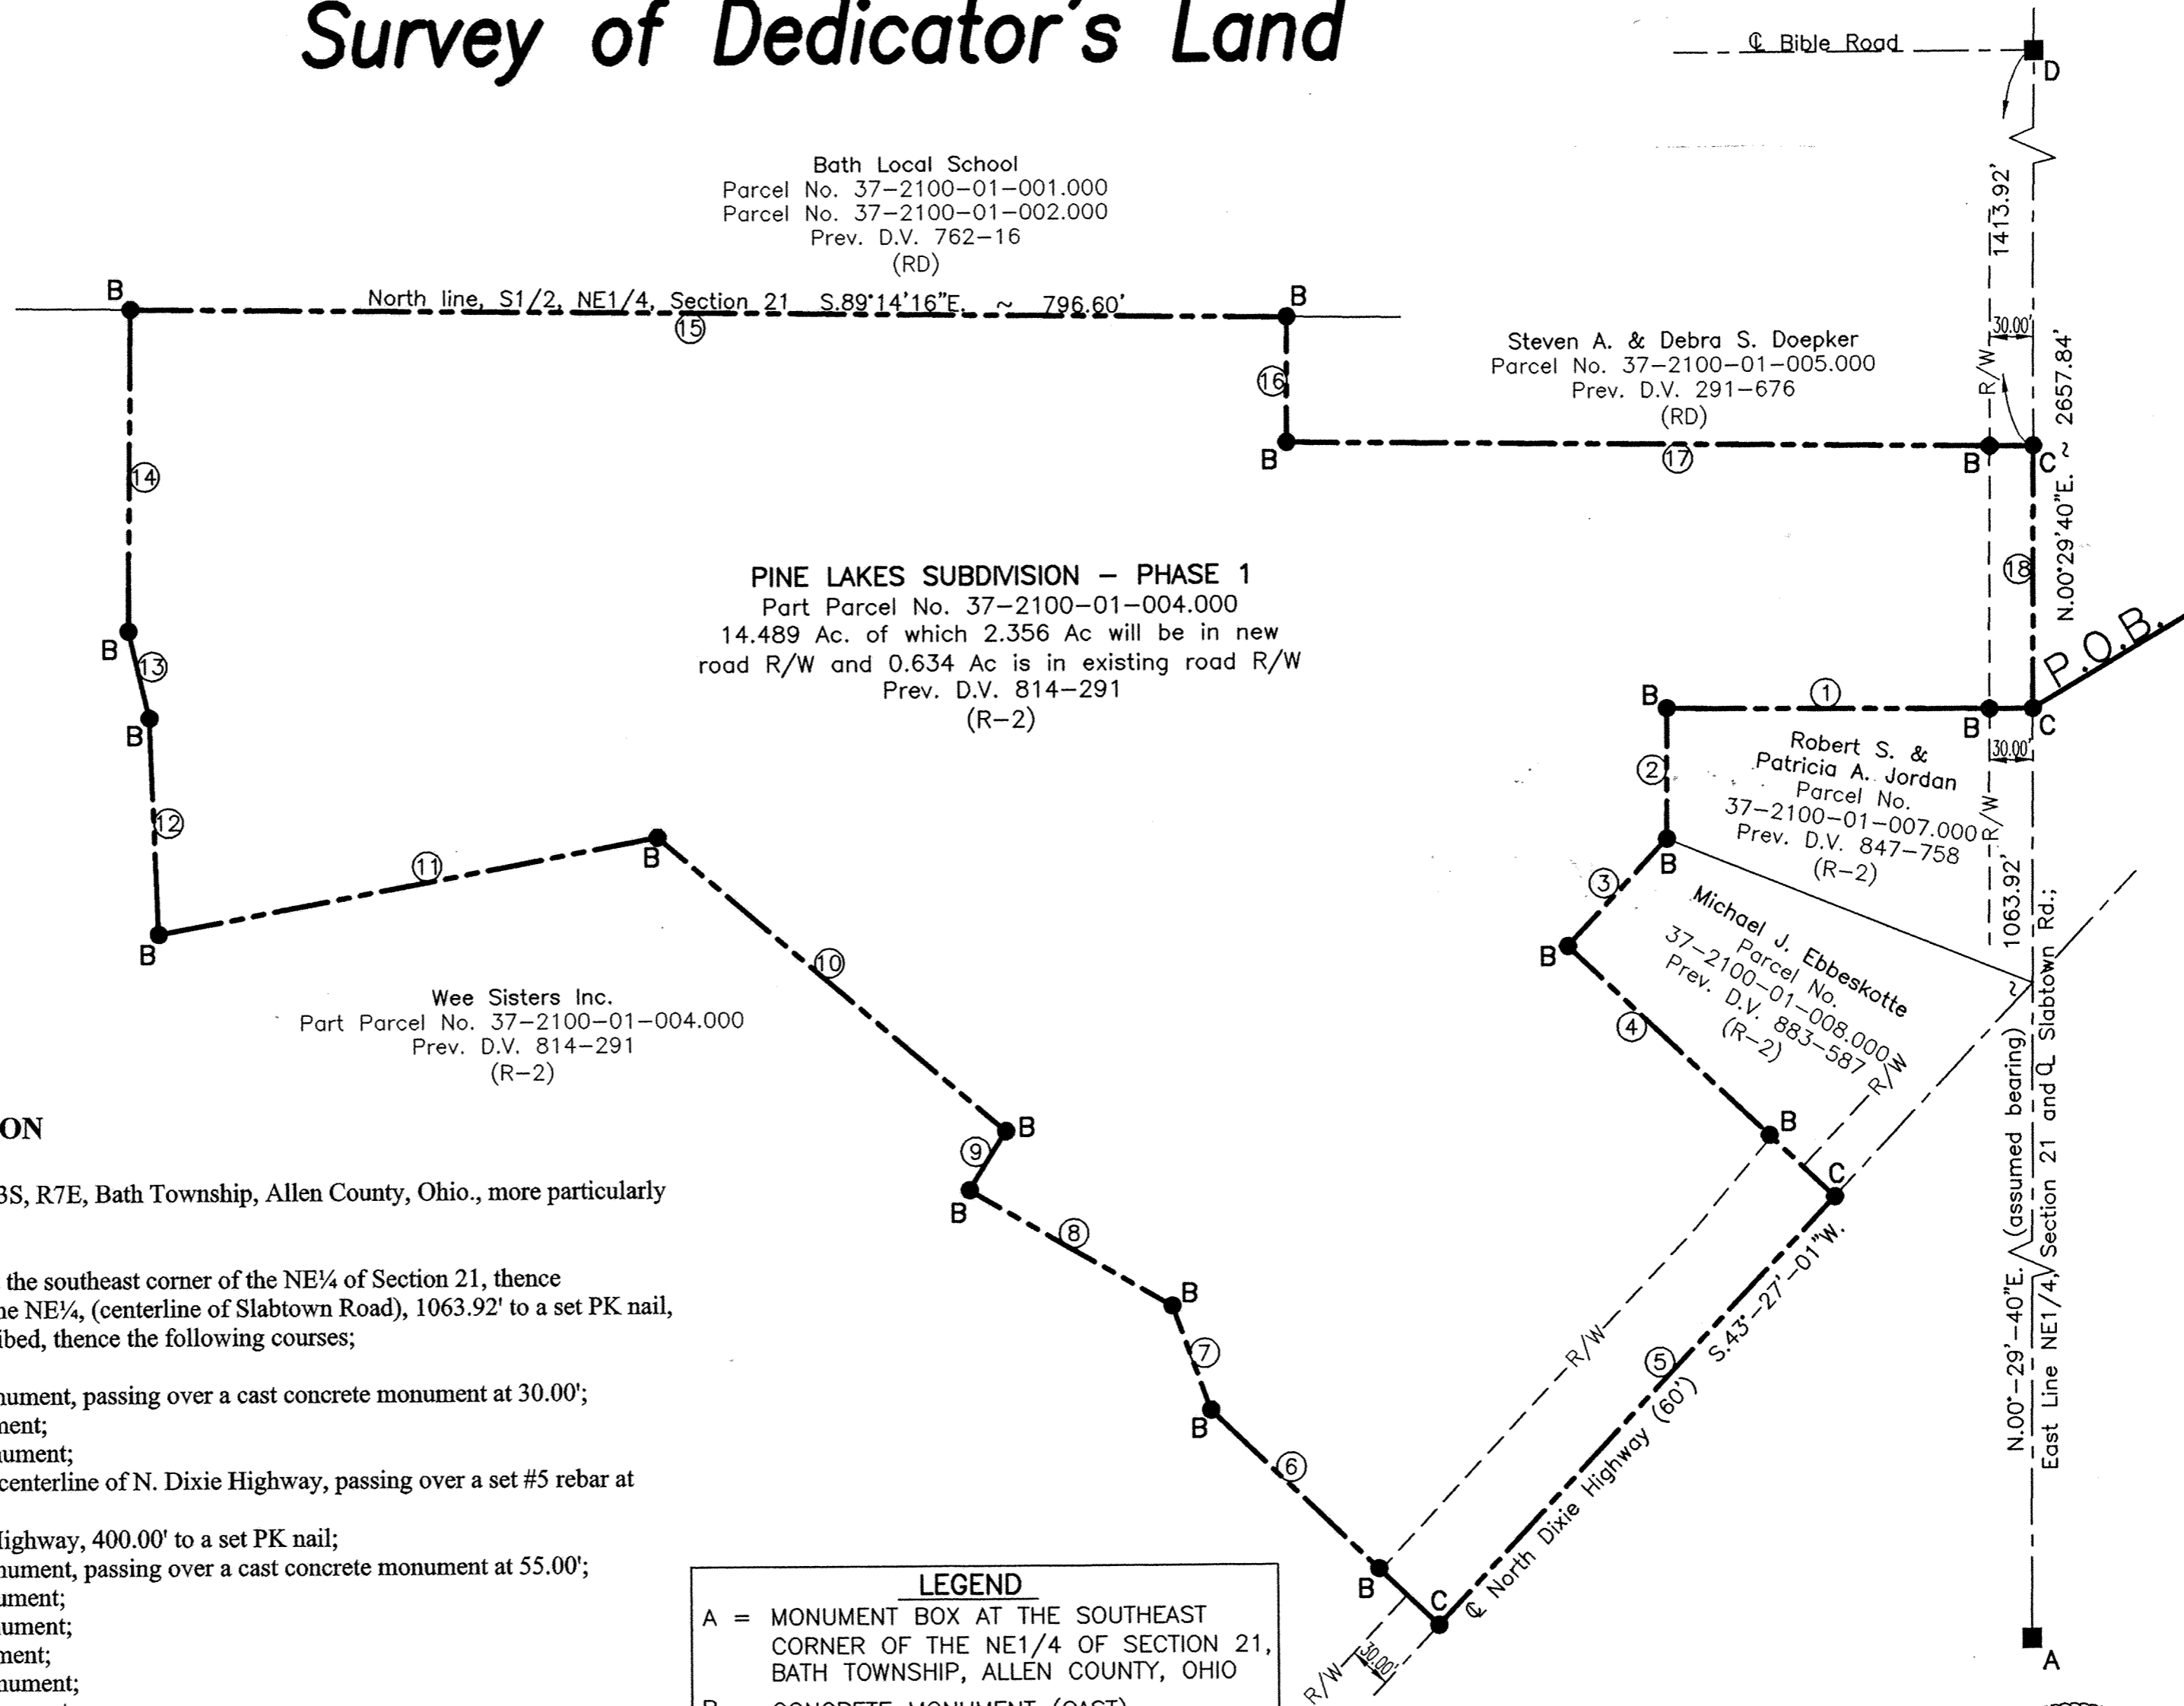 Survey of Dedicator's Land
℄ Bible Road
D
1413.92'
Bath Local School
Parcel No. 37-2100-01-001.000
Parcel No. 37-2100-01-002.000
Prev. D.V. 762-16
(RD)
B
North line, S1/2, NE1/4, Section 21 S.89°14'16"E. ~ 796.60'
15
B
16
B
Steven A. & Debra S. Doepker
Parcel No. 37-2100-01-005.000
Prev. D.V. 291-676
(RD)
30.00'
R/W
17
B
C
N.00°29'40"E. ~ 2657.84'
18
14
B
13
B
12
B
11
B
PINE LAKES SUBDIVISION - PHASE 1
Part Parcel No. 37-2100-01-004.000
14.489 Ac. of which 2.356 Ac will be in new
road R/W and 0.634 Ac is in existing road R/W
Prev. D.V. 814-291
(R-2)
P.O.B.
B
1
B
C
30.00'
2
Robert S. &
Patricia A. Jordan
Parcel No.
37-2100-01-007.000
Prev. D.V. 847-758
(R-2)
R/W
B
3
B
Michael J. Ebbeskotte
Parcel No.
37-2100-01-008.000
Prev. D.V. 883-587
(R-2)
R/W
4
B
C
N.00°-29'-40"E. (assumed bearing) ~ 1063.92'
East Line NE1/4, Section 21 and ℄ Slabtown Rd.;
10
Wee Sisters Inc.
Part Parcel No. 37-2100-01-004.000
Prev. D.V. 814-291
(R-2)
B
9
B
8
B
7
B
6
R/W
5
S.43°-27'-01"W.
℄ North Dixie Highway (60')
B
C
R/W
30.00'
A
ON
3S, R7E, Bath Township, Allen County, Ohio., more particularly
the southeast corner of the NE¼ of Section 21, thence
ne NE¼, (centerline of Slabtown Road), 1063.92' to a set PK nail,
ibed, thence the following courses;
nument, passing over a cast concrete monument at 30.00';
nent;
nument;
centerline of N. Dixie Highway, passing over a set #5 rebar at
Highway, 400.00' to a set PK nail;
nument, passing over a cast concrete monument at 55.00';
ument;
nument;
ment;
nument;
LEGEND
A = MONUMENT BOX AT THE SOUTHEAST
CORNER OF THE NE1/4 OF SECTION 21,
BATH TOWNSHIP, ALLEN COUNTY, OHIO
B CONCRETE MONUMENT (CAST)